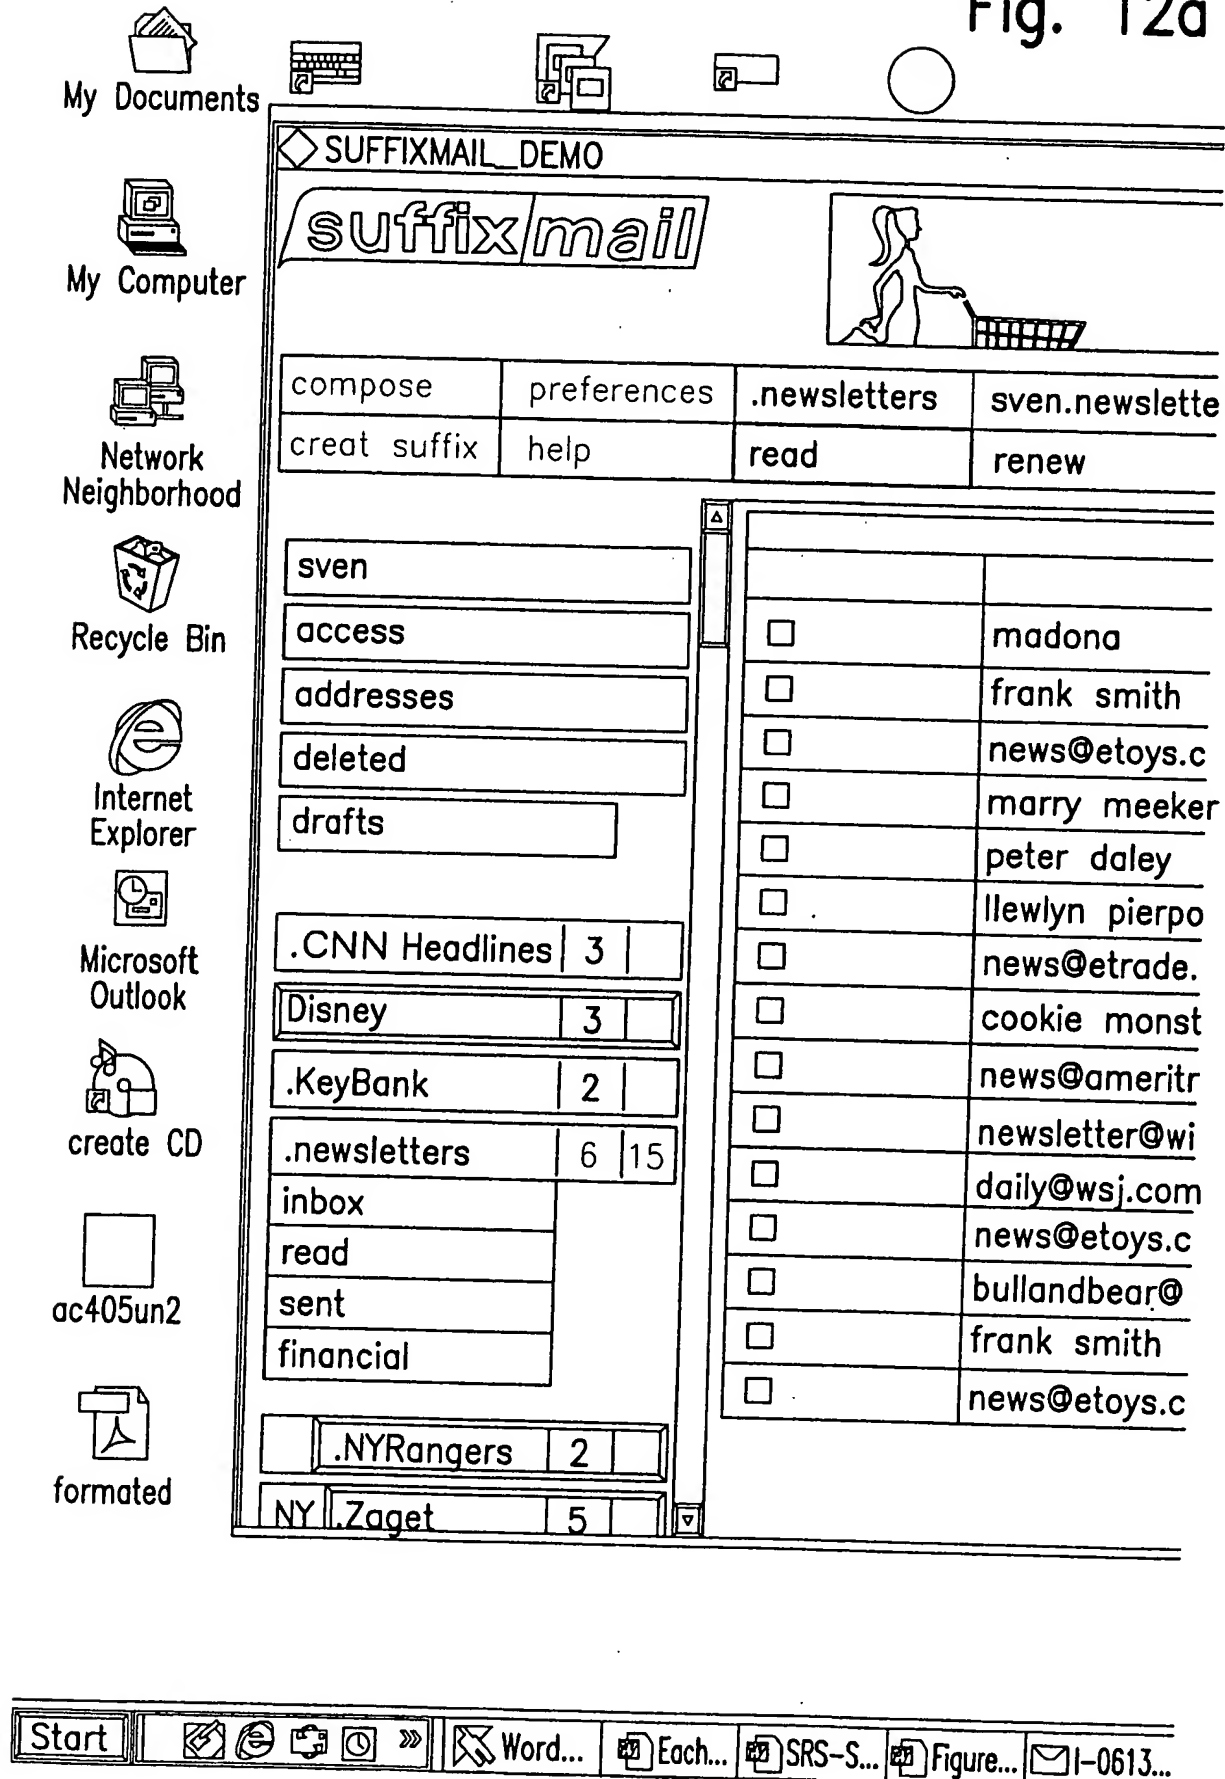 Fig. 12a
My Documents
SUFFIXMAIL_DEMO
suffix/mail
My Computer
compose preferences .newsletters sven.newslette
creat suffix help read renew
Network
Neighborhood
sven
access
addresses
deleted
drafts
Recycle Bin
Internet
Explorer
Microsoft
Outlook
create CD
ac405un2
formated
.CNN Headlines 3
Disney 3
.KeyBank 2
.newsletters 6 15
inbox
read
sent
financial
.NYRangers 2
NY .Zaget 5
madona
frank smith
news@etoys.c
marry meeker
peter daley
llewlyn pierpo
news@etrade.
cookie monst
news@ameritr
newsletter@wi
daily@wsj.com
news@etoys.c
bullandbear@
frank smith
news@etoys.c
Start » Word... Each... SRS-S... Figure... I-0613...